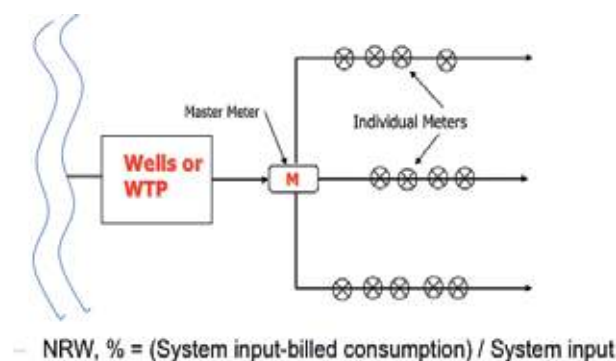 Master Meter
Individual Meters
Wells or
WTP
M
– NRW, % = (System input-billed consumption) / System input